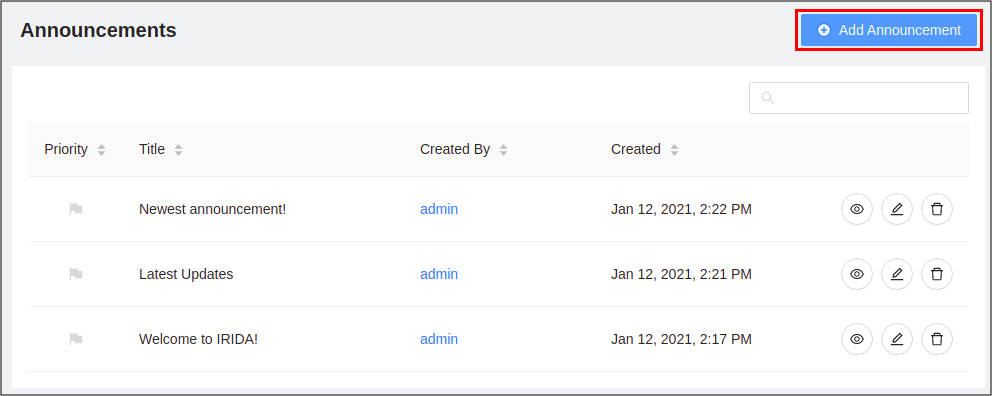 Announcements
Add Announcement
Priority Title Created By Created
Newest announcement! admin Jan 12, 2021, 2:22 PM
Latest Updates admin Jan 12, 2021, 2:21 PM
Welcome to IRIDA! admin Jan 12, 2021, 2:17 PM